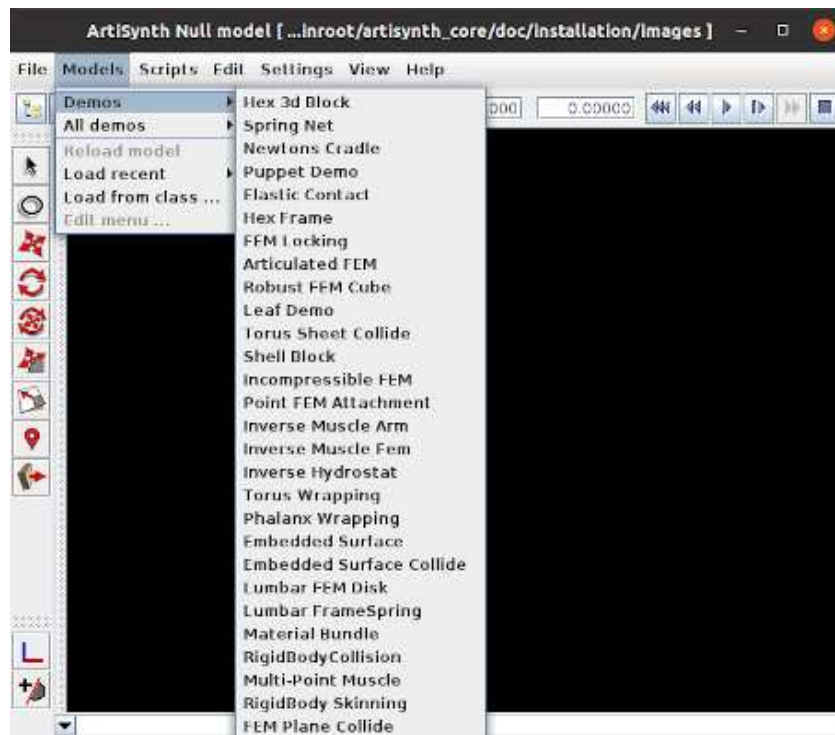 ArtiSynth Null model [ ...inroot/artisynth_core/doc/installation/images ]
File Models Scripts Edit Settings View Help
000 0.00000
Demos
All demos
Reload model
Load recent
Load from class ...
Edit menu ...
Hex 3d Block
Spring Net
Newtons Cradle
Puppet Demo
Elastic Contact
Hex Frame
FEM Locking
Articulated FEM
Robust FEM Cube
Leaf Demo
Torus Sheet Collide
Shell Block
Incompressible FEM
Point FEM Attachment
Inverse Muscle Arm
Inverse Muscle Fem
Inverse Hydrostat
Torus Wrapping
Phalanx Wrapping
Embedded Surface
Embedded Surface Collide
Lumbar FEM Disk
Lumbar FrameSpring
Material Bundle
RigidBodyCollision
Multi-Point Muscle
RigidBody Skinning
FEM Plane Collide